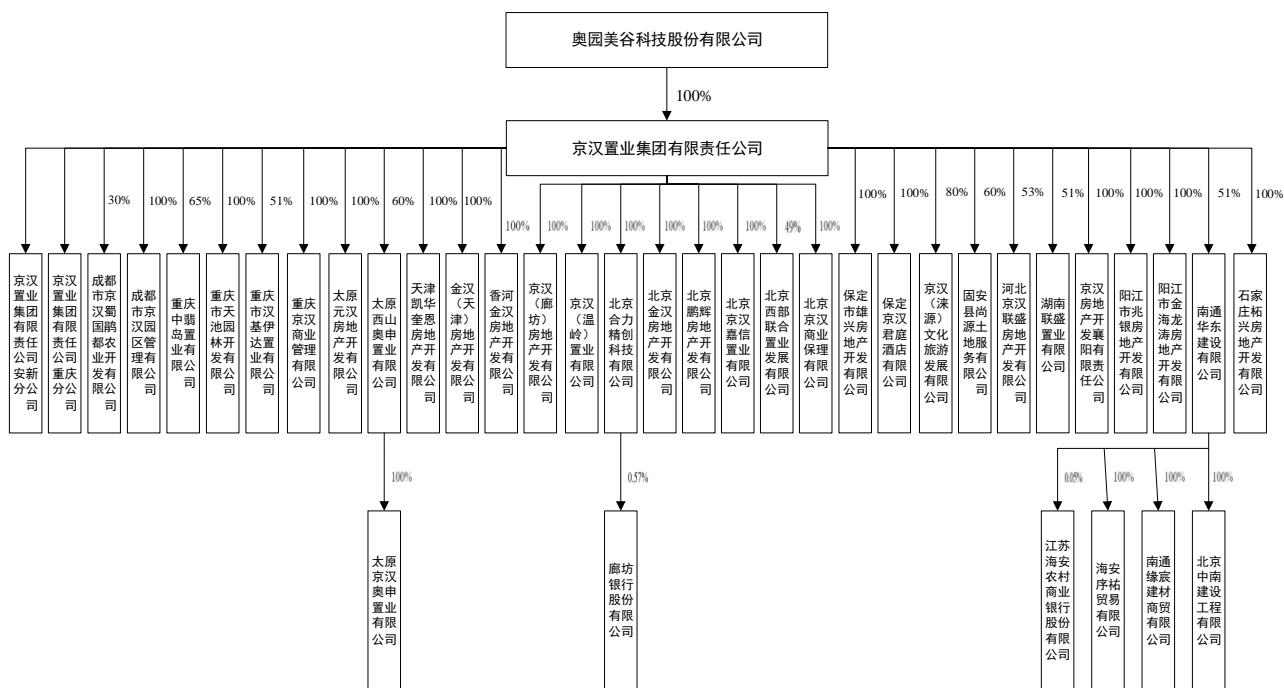 奥园美谷科技股份有限公司
100%
京汉置业集团有限责任公司
30%
100%
65%
100%
51%
100%
100%
60%
100%
100%
100%
100%
100%
100%
100%
100%
100%
49%
100%
100%
100%
80%
60%
53%
51%
100%
100%
100%
51%
100%
京汉置业集团有限责任公司安新分公司
京汉置业集团有限责任公司重庆分公司
成都市京汉蜀国鹃都农业开发有限公司
成都市京汉园区管理有限公司
重庆中翡岛置业有限公司
重庆市天池园林开发有限公司
重庆市汉基伊达置业有限公司
重庆京汉商业管理有限公司
太原元汉房地产开发有限公司
太原西山奥申置业有限公司
天津凯华奎恩房地产开发有限公司
金汉（天津）房地产开发有限公司
香河金汉房地产开发有限公司
京汉（廊坊）房地产开发有限公司
京汉（温岭）置业有限公司
北京合力精创科技有限公司
北京金汉房地产开发有限公司
北京鹏辉房地产开发有限公司
北京京汉嘉信置业有限公司
北京西部联合置业发展有限公司
北京京汉商业保理有限公司
保定市雄兴房地产开发有限公司
保定京汉君庭酒店有限公司
京汉（涞源）文化旅游发展有限公司
固安县尚源土地服务有限公司
河北京汉联盛房地产开发有限公司
湖南联盛置业有限公司
京汉房地产开发襄阳有限责任公司
阳江市兆银房地产开发有限公司
阳江市金海龙涛房地产开发有限公司
南通华东建设有限公司
石家庄柘兴房地产开发有限公司
100%
0.57%
0.05%
100%
100%
100%
太原京汉奥申置业有限公司
廊坊银行股份有限公司
江苏海安农村商业银行股份有限公司
海安序祐贸易有限公司
南通缘宸建材商贸有限公司
北京中南建设工程有限公司